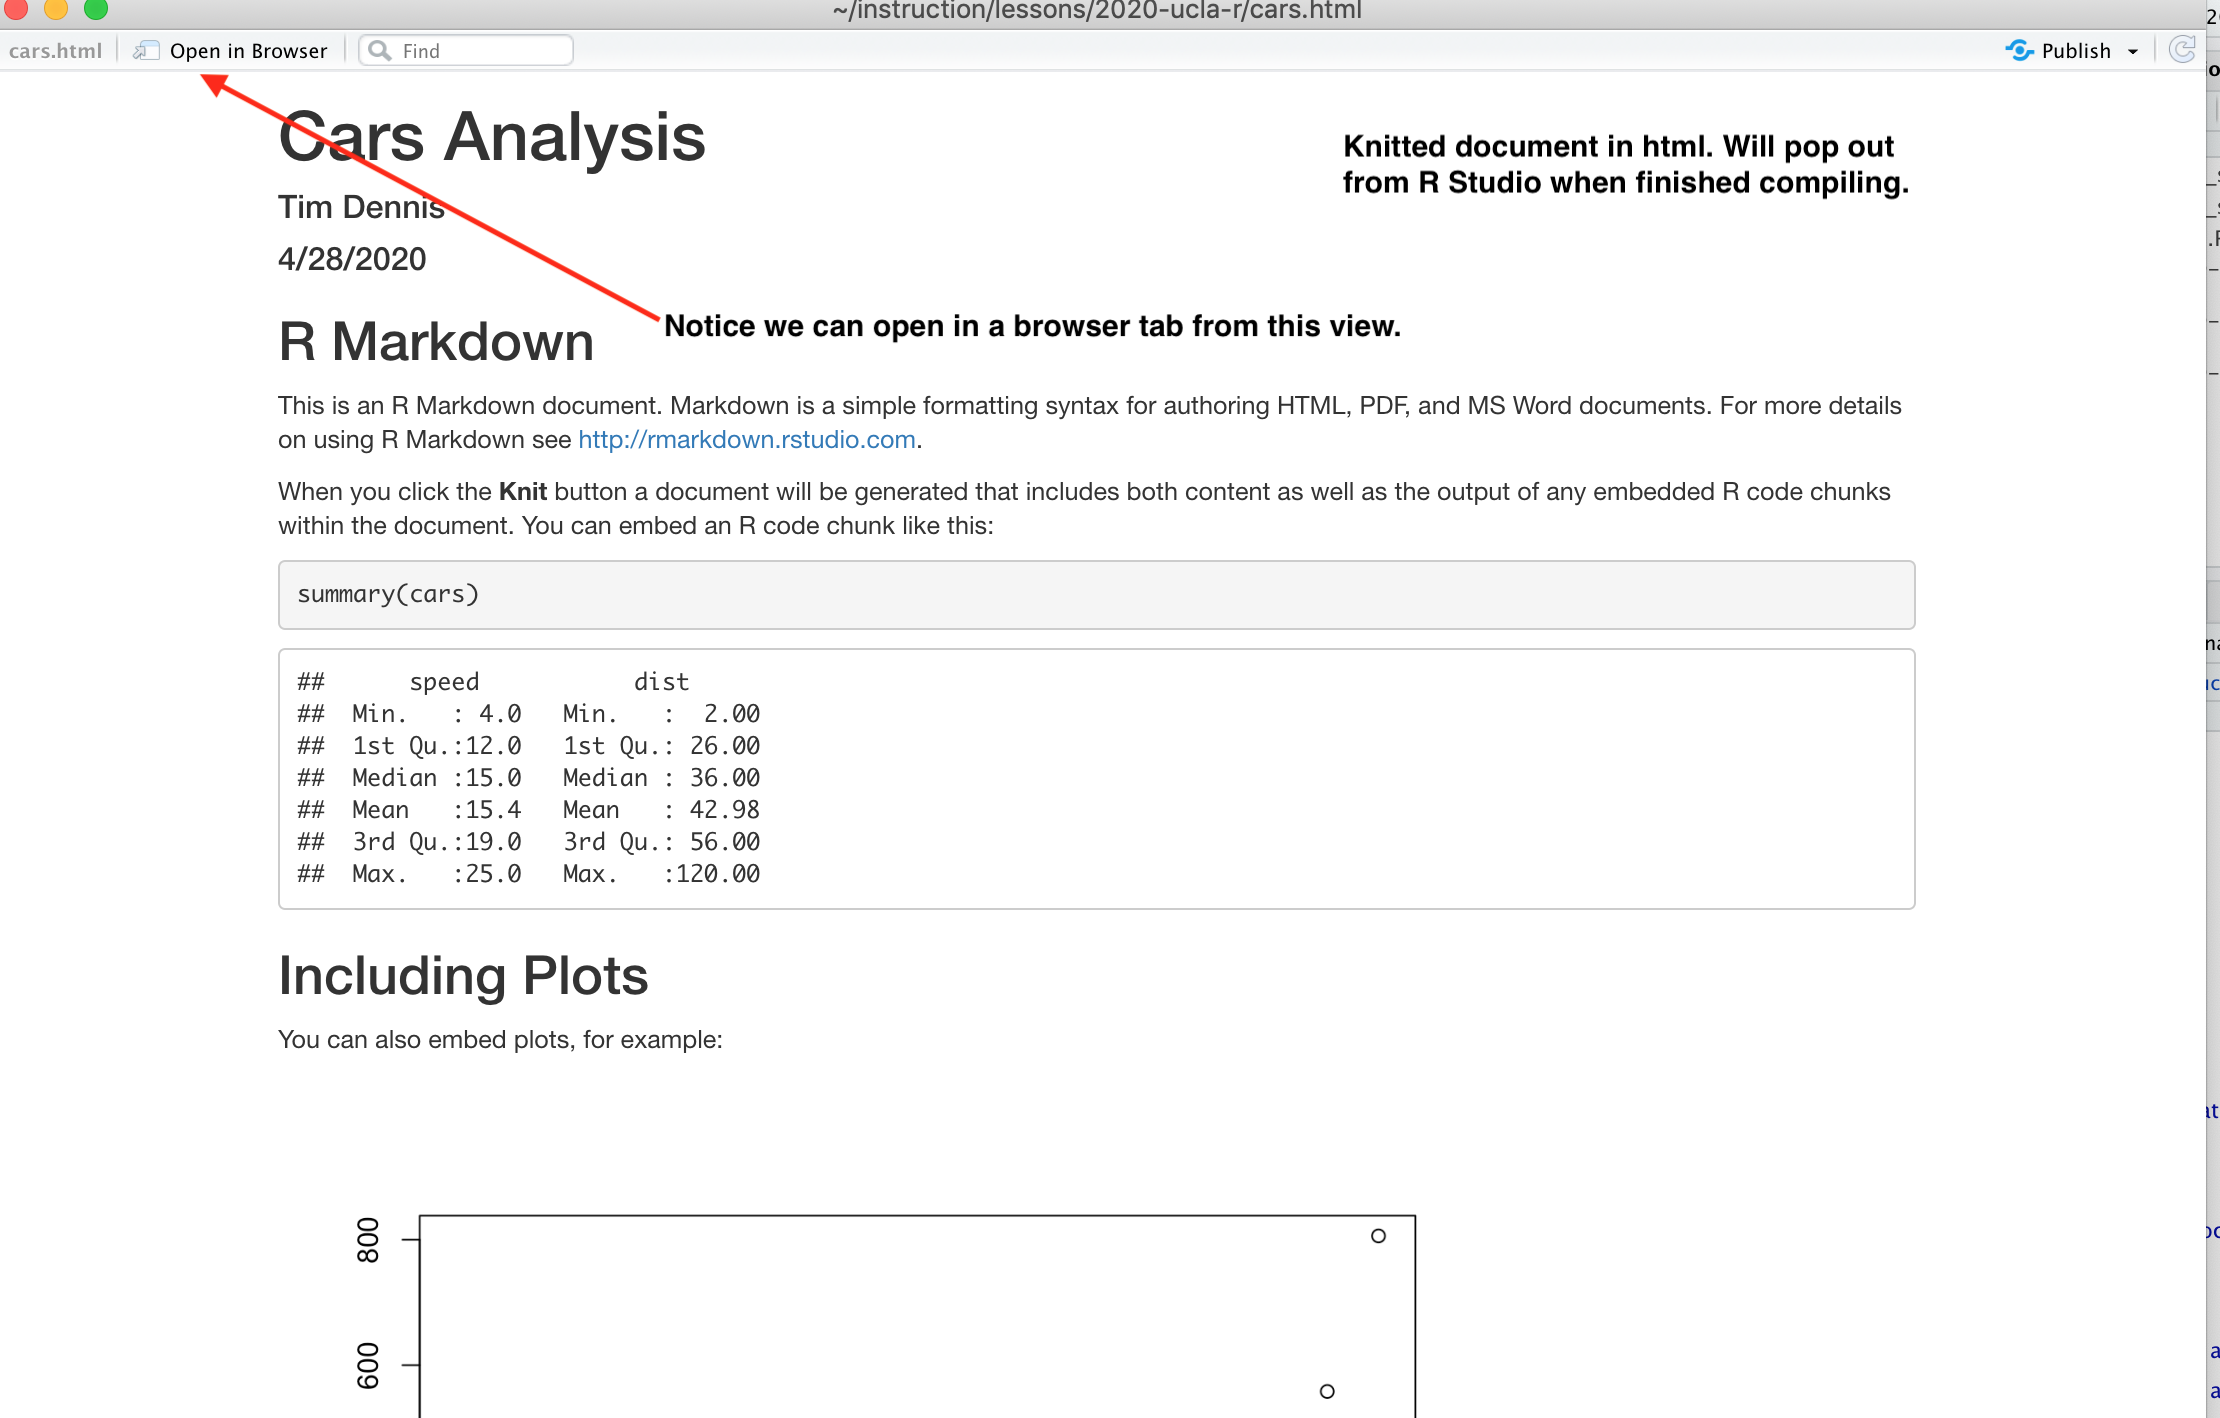 ~/instruction/lessons/2020-ucla-r/cars.html
cars.html Open in Browser Find Publish
Cars Analysis
Knitted document in html. Will pop out
from R Studio when finished compiling.
Tim Dennis
4/28/2020
Notice we can open in a browser tab from this view.
R Markdown
This is an R Markdown document. Markdown is a simple formatting syntax for authoring HTML, PDF, and MS Word documents. For more details
on using R Markdown see http://rmarkdown.rstudio.com.
When you click the Knit button a document will be generated that includes both content as well as the output of any embedded R code chunks
within the document. You can embed an R code chunk like this:
summary(cars)
##      speed           dist
##  Min.   : 4.0   Min.   :  2.00
##  1st Qu.:12.0   1st Qu.: 26.00
##  Median :15.0   Median : 36.00
##  Mean   :15.4   Mean   : 42.98
##  3rd Qu.:19.0   3rd Qu.: 56.00
##  Max.   :25.0   Max.   :120.00
Including Plots
You can also embed plots, for example:
800
600